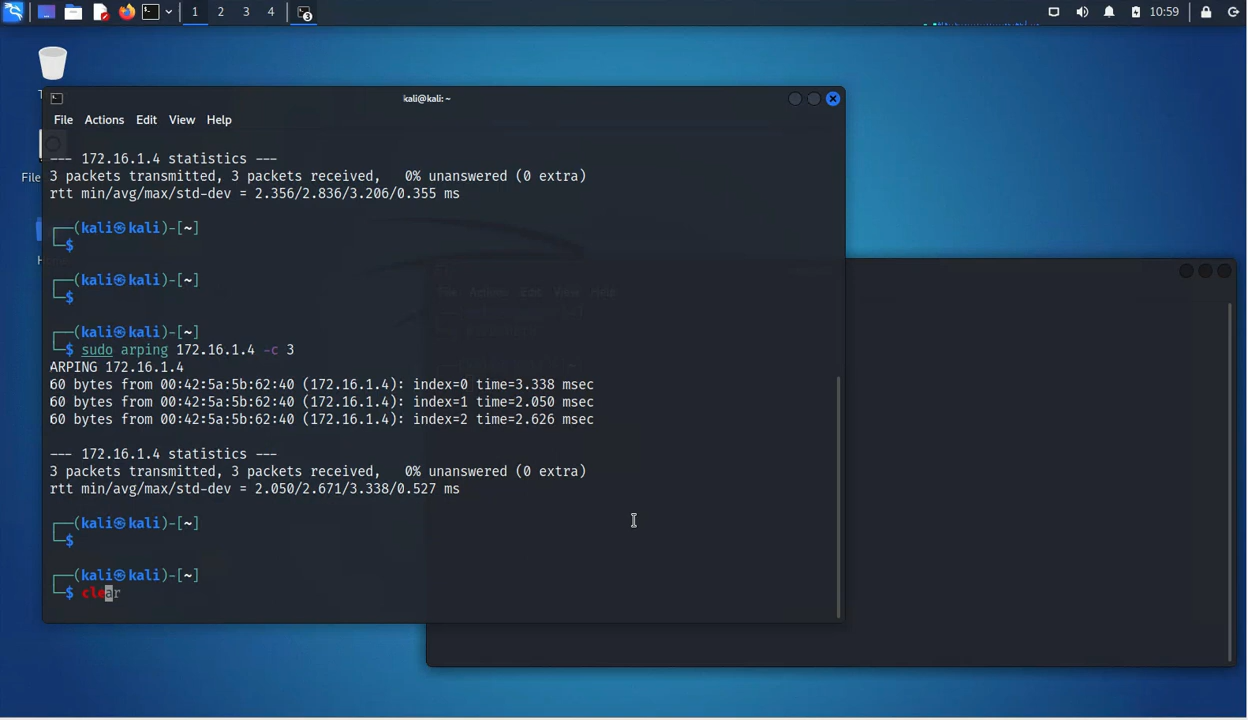 1 2 3 4 3 10:59
kali@kali: ~
File Actions Edit View Help
--- 172.16.1.4 statistics ---
3 packets transmitted, 3 packets received,   0% unanswered (0 extra)
rtt min/avg/max/std-dev = 2.356/2.836/3.206/0.355 ms
┌──(kali㉿kali)-[~]
└─$
┌──(kali㉿kali)-[~]
└─$
┌──(kali㉿kali)-[~]
└─$ sudo arping 172.16.1.4 -c 3
ARPING 172.16.1.4
60 bytes from 00:42:5a:5b:62:40 (172.16.1.4): index=0 time=3.338 msec
60 bytes from 00:42:5a:5b:62:40 (172.16.1.4): index=1 time=2.050 msec
60 bytes from 00:42:5a:5b:62:40 (172.16.1.4): index=2 time=2.626 msec
--- 172.16.1.4 statistics ---
3 packets transmitted, 3 packets received,   0% unanswered (0 extra)
rtt min/avg/max/std-dev = 2.050/2.671/3.338/0.527 ms
┌──(kali㉿kali)-[~]
└─$
┌──(kali㉿kali)-[~]
└─$ clear
File
File Actions Edit View Help